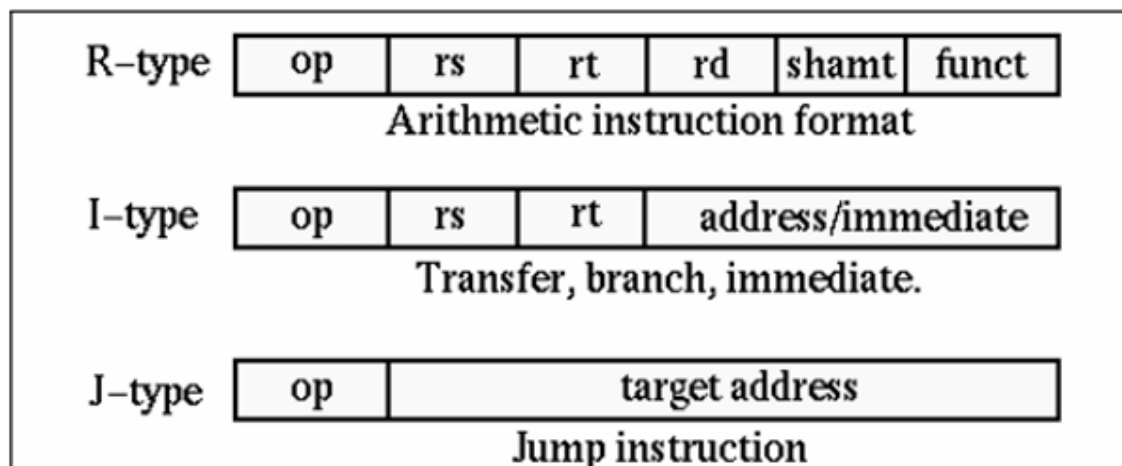 R-type op rs rt rd shamt funct
Arithmetic instruction format
I-type op rs rt address/immediate
Transfer, branch, immediate.
J-type op target address
Jump instruction